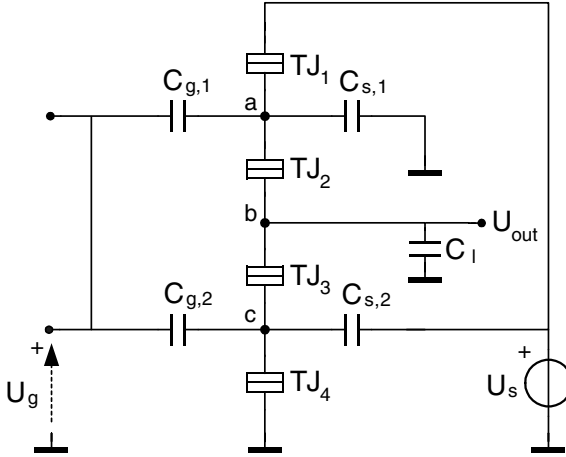 TJ1
Cg,1
Cs,1
a
TJ2
b
Uout
Cl
TJ3
Cg,2
Cs,2
c
+
+
Ug
TJ4
Us